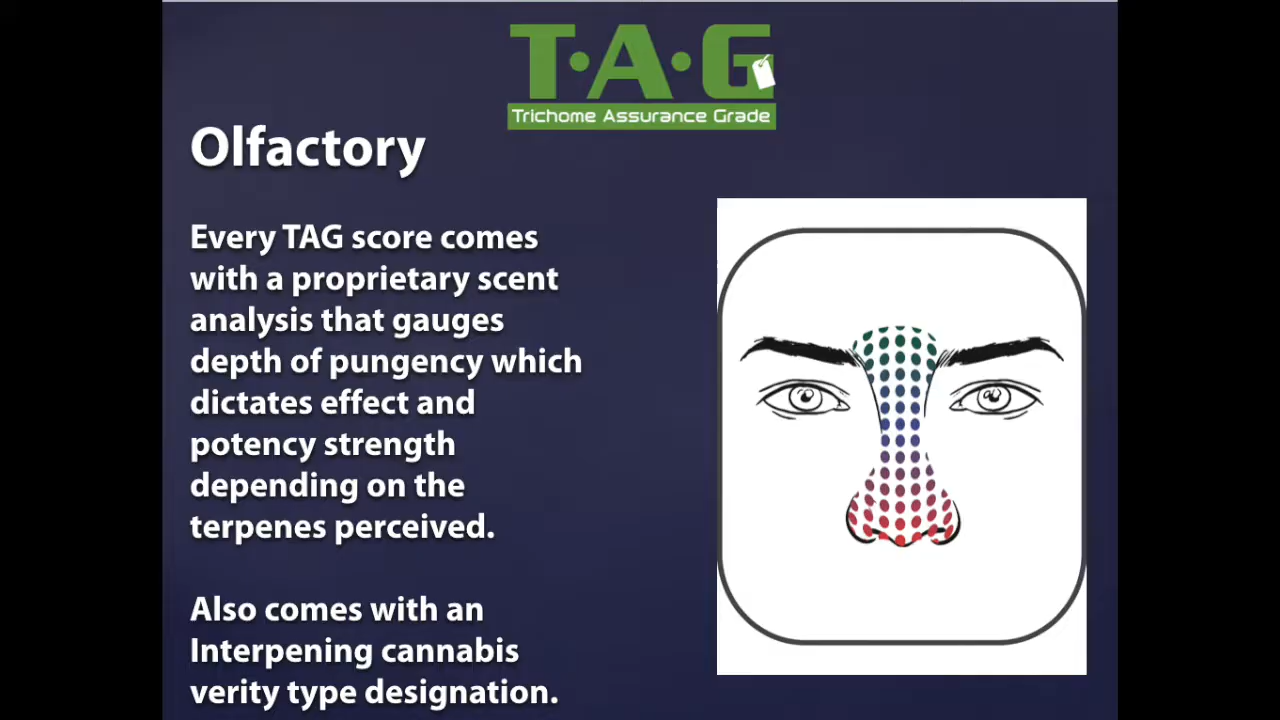 T·A·G
Trichome Assurance Grade
Olfactory
Every TAG score comes
with a proprietary scent
analysis that gauges
depth of pungency which
dictates effect and
potency strength
depending on the
terpenes perceived.
Also comes with an
Interpening cannabis
verity type designation.